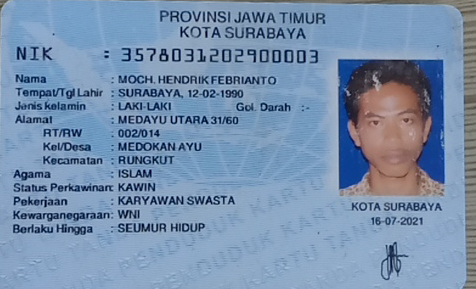 PROVINSI JAWA TIMUR
KOTA SURABAYA
NIK : 3578031202900003
Nama : MOCH. HENDRIK FEBRIANTO
Tempat/Tgl Lahir : SURABAYA, 12-02-1990
Jenis kelamin : LAKI-LAKI Gol. Darah :-
Alamat : MEDAYU UTARA 31/60
RT/RW : 002/014
Kel/Desa : MEDOKAN AYU
Kecamatan : RUNGKUT
Agama : ISLAM
Status Perkawinan: KAWIN
Pekerjaan : KARYAWAN SWASTA
Kewarganegaraan: WNI
Berlaku Hingga : SEUMUR HIDUP
KOTA SURABAYA
16-07-2021